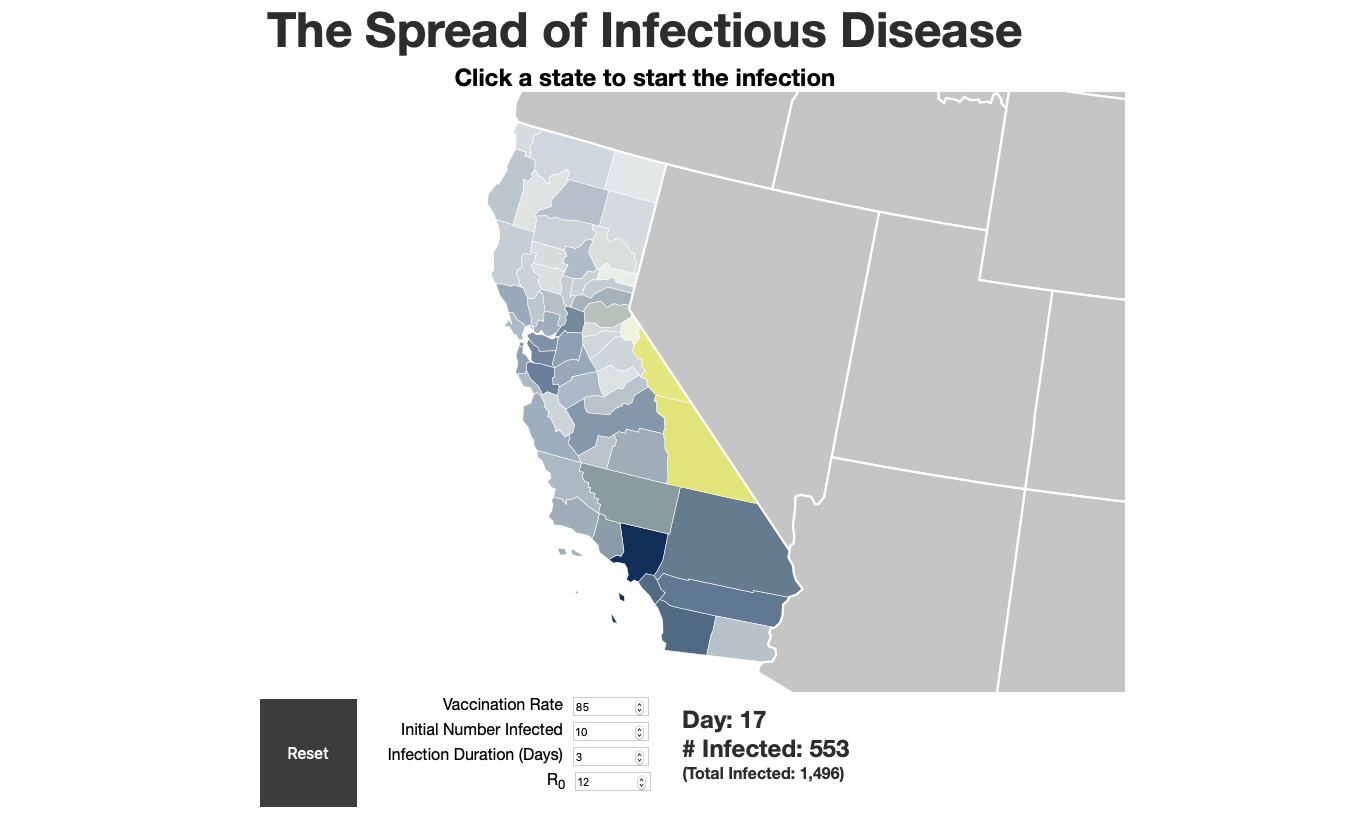 The Spread of Infectious Disease
Click a state to start the infection
Reset
Vaccination Rate 85
Initial Number Infected 10
Infection Duration (Days) 3
R0 12
Day: 17
# Infected: 553
(Total Infected: 1,496)